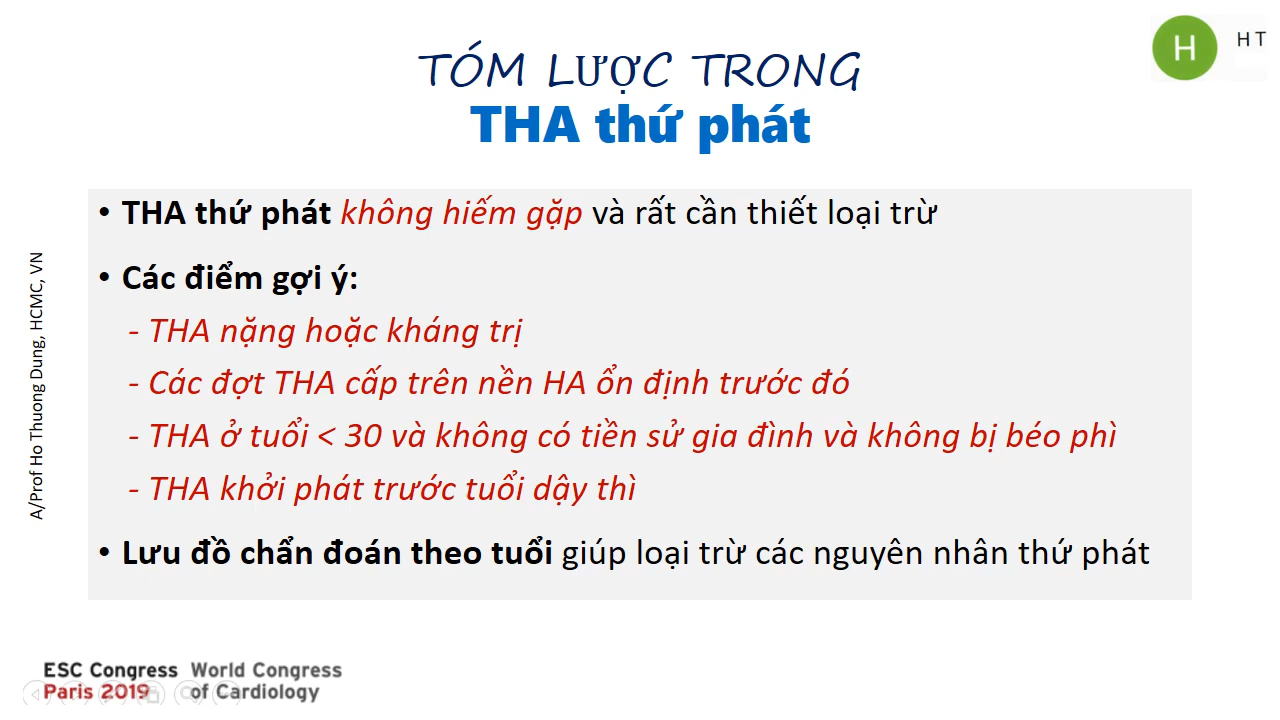 TÓM LƯỢC TRONG
THA thứ phát
H
H T
• THA thứ phát không hiếm gặp và rất cần thiết loại trừ
• Các điểm gợi ý:
- THA nặng hoặc kháng trị
- Các đợt THA cấp trên nền HA ổn định trước đó
- THA ở tuổi < 30 và không có tiền sử gia đình và không bị béo phì
- THA khởi phát trước tuổi dậy thì
• Lưu đồ chẩn đoán theo tuổi giúp loại trừ các nguyên nhân thứ phát
A/Prof Ho Thuong Dung, HCMC, VN
ESC Congress World Congress
Paris 2019 of Cardiology